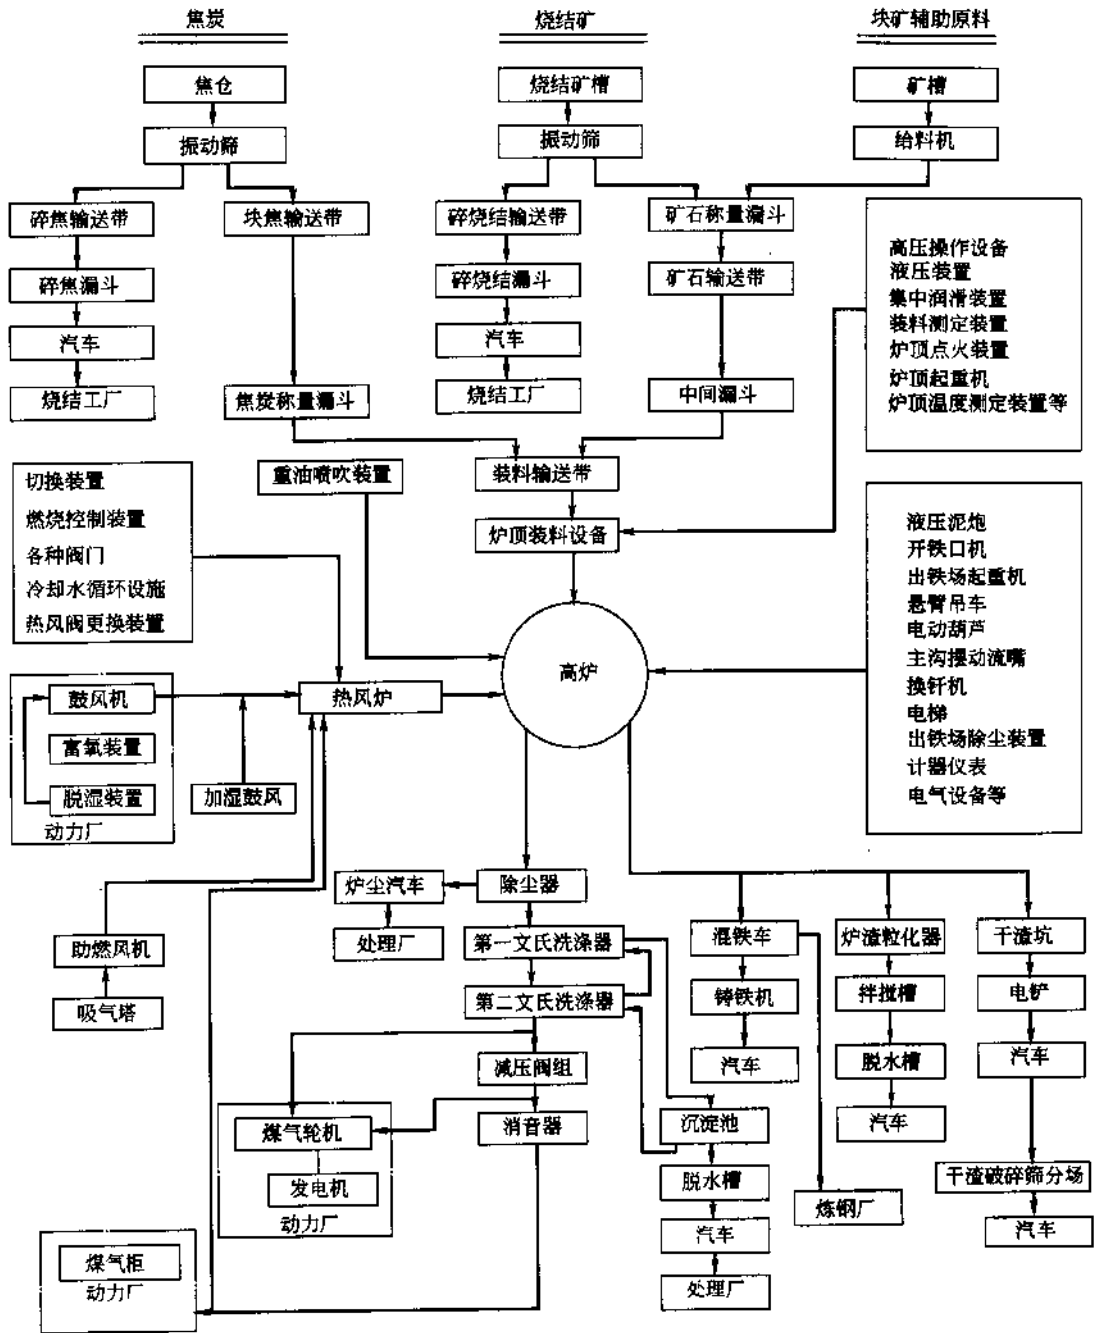 焦炭
烧结矿
块矿辅助原料
焦仓
烧结矿槽
矿槽
振动筛
振动筛
给料机
碎焦输送带
块焦输送带
碎烧结输送带
矿石称量漏斗
碎焦漏斗
碎烧结漏斗
矿石输送带
汽车
汽车
烧结工厂
焦炭称量漏斗
烧结工厂
中间漏斗
高压操作设备
液压装置
集中润滑装置
装料测定装置
炉顶点火装置
炉顶起重机
炉顶温度测定装置等
切换装置
燃烧控制装置
各种阀门
冷却水循环设施
热风阀更换装置
重油喷吹装置
装料输送带
炉顶装料设备
高炉
液压泥炮
开铁口机
出铁场起重机
悬臂吊车
电动葫芦
主沟摆动流嘴
换钎机
电梯
出铁场除尘装置
计器仪表
电气设备等
鼓风机
富氧装置
脱湿装置
动力厂
热风炉
加湿鼓风
炉尘汽车
除尘器
处理厂
第一文氏洗涤器
混铁车
炉渣粒化器
干渣坑
助燃风机
第二文氏洗涤器
铸铁机
拌搅槽
电铲
吸气塔
减压阀组
汽车
脱水槽
汽车
煤气轮机
消音器
沉淀池
汽车
发电机
动力厂
脱水槽
炼钢厂
干渣破碎筛分场
汽车
汽车
煤气柜
动力厂
处理厂